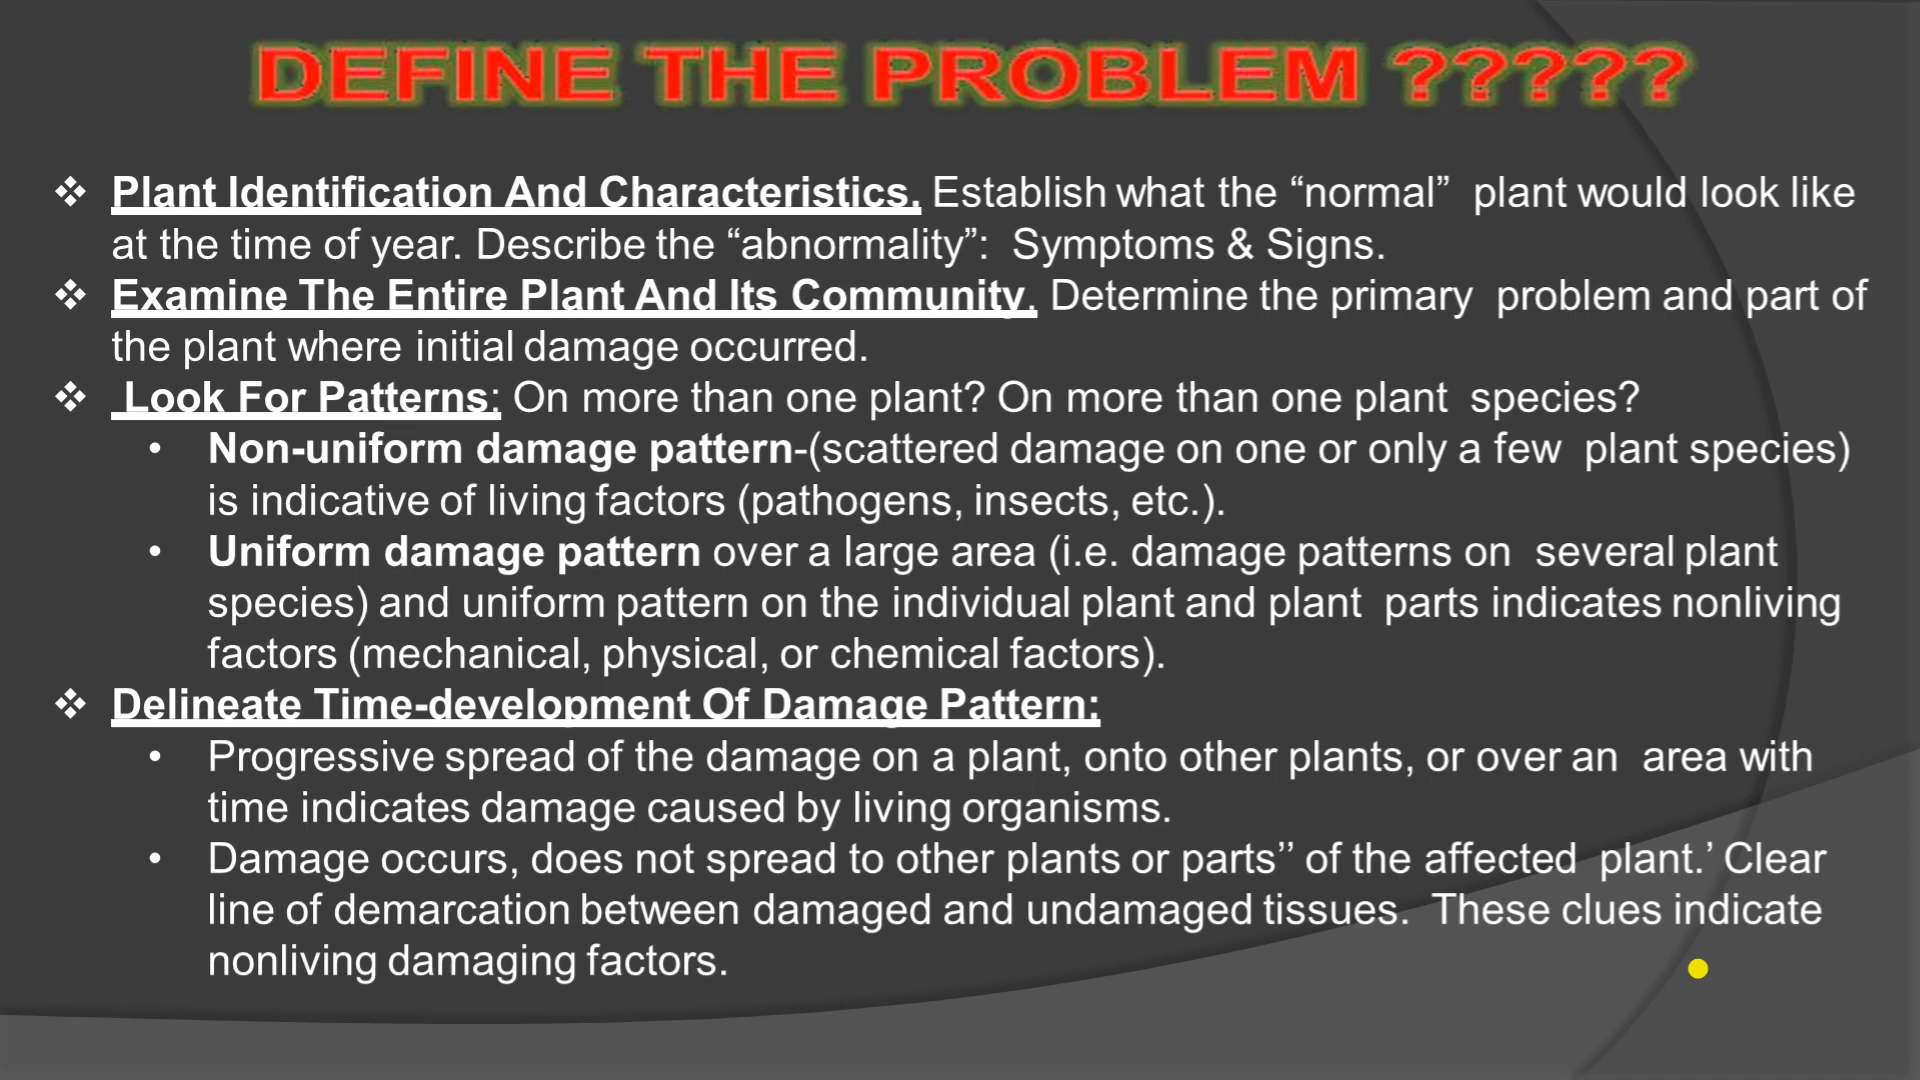 DEFINE THE PROBLEM ?????
❖ Plant Identification And Characteristics. Establish what the “normal” plant would look like
at the time of year. Describe the “abnormality”: Symptoms & Signs.
❖ Examine The Entire Plant And Its Community. Determine the primary problem and part of
the plant where initial damage occurred.
❖ Look For Patterns: On more than one plant? On more than one plant species?
• Non-uniform damage pattern-(scattered damage on one or only a few plant species)
is indicative of living factors (pathogens, insects, etc.).
• Uniform damage pattern over a large area (i.e. damage patterns on several plant
species) and uniform pattern on the individual plant and plant parts indicates nonliving
factors (mechanical, physical, or chemical factors).
❖ Delineate Time-development Of Damage Pattern:
• Progressive spread of the damage on a plant, onto other plants, or over an area with
time indicates damage caused by living organisms.
• Damage occurs, does not spread to other plants or parts’’ of the affected plant.’ Clear
line of demarcation between damaged and undamaged tissues. These clues indicate
nonliving damaging factors.